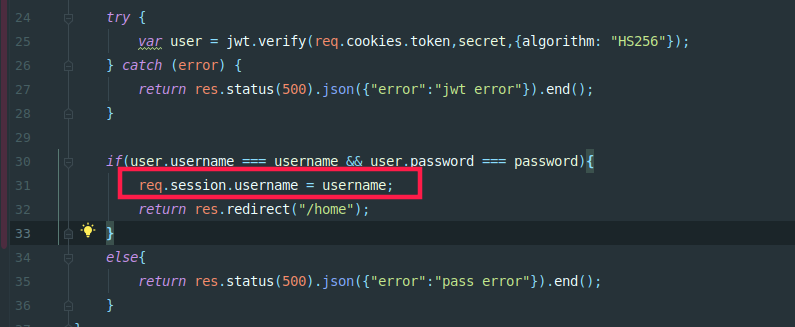 24 try {
25 var user = jwt.verify(req.cookies.token,secret,{algorithm: "HS256"});
26 } catch (error) {
27 return res.status(500).json({"error":"jwt error"}).end();
28 }
29
30 if(user.username === username && user.password === password){
31 req.session.username = username;
32 return res.redirect("/home");
33 }
34 else{
35 return res.status(500).json({"error":"pass error"}).end();
36 }